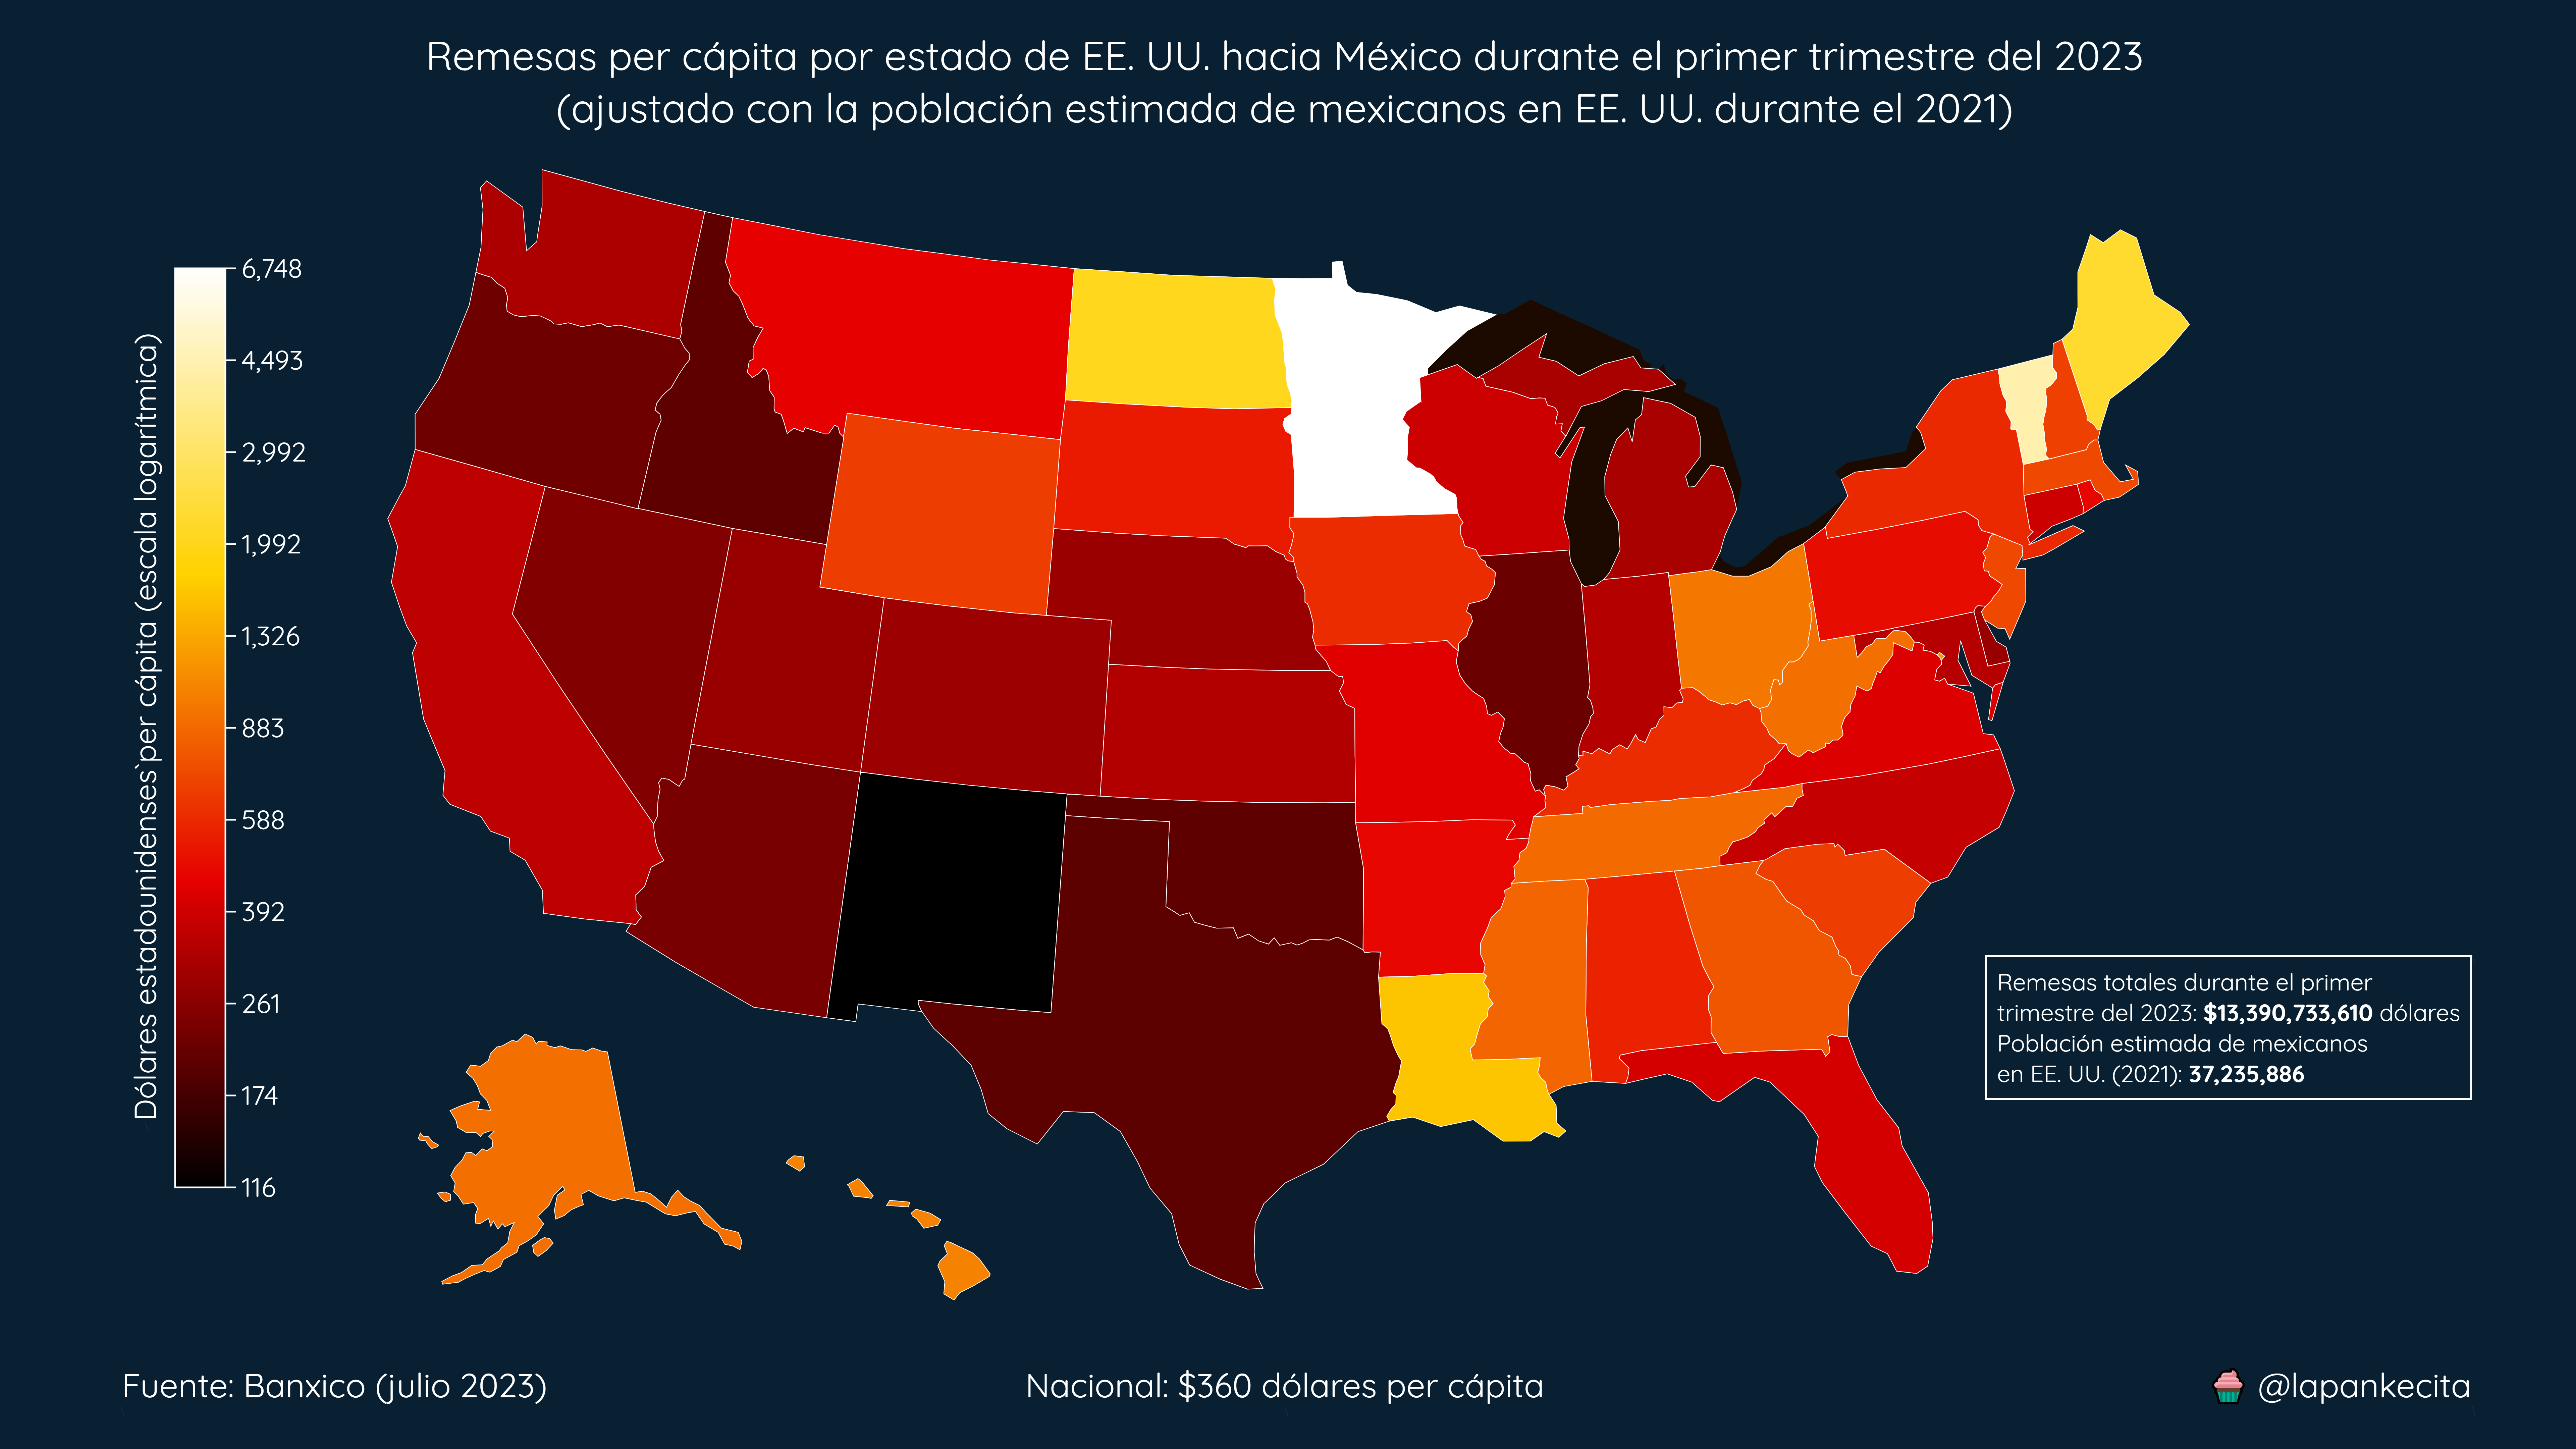 Remesas per cápita por estado de EE. UU. hacia México durante el primer trimestre del 2023
(ajustado con la población estimada de mexicanos en EE. UU. durante el 2021)
Dólares estadounidenses`per cápita (escala logarítmica)
6,748
4,493
2,992
1,992
1,326
883
588
392
261
174
116
Remesas totales durante el primer
trimestre del 2023: $13,390,733,610 dólares
Población estimada de mexicanos
en EE. UU. (2021): 37,235,886
Fuente: Banxico (julio 2023)
Nacional: $360 dólares per cápita
@lapankecita